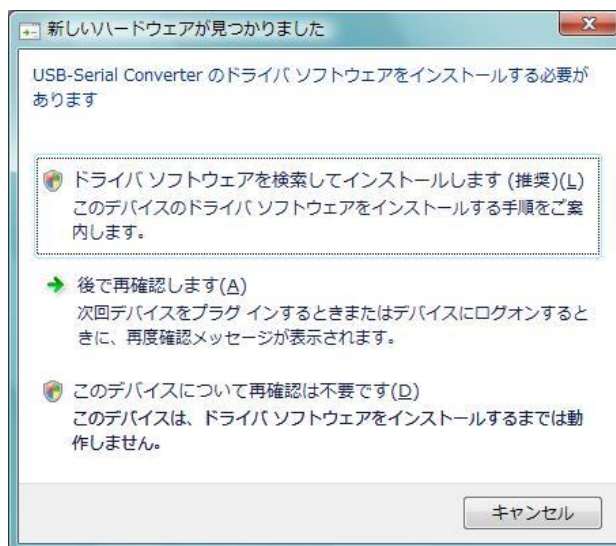 新しいハードウェアが見つかりました
USB-Serial Converter のドライバ ソフトウェアをインストールする必要が
あります
ドライバ ソフトウェアを検索してインストールします (推奨)(L)
このデバイスのドライバ ソフトウェアをインストールする手順をご案
内します。
後で再確認します(A)
次回デバイスをプラグ インするときまたはデバイスにログオンすると
きに、再度確認メッセージが表示されます。
このデバイスについて再確認は不要です(D)
このデバイスは、ドライバ ソフトウェアをインストールするまでは動
作しません。
キャンセル